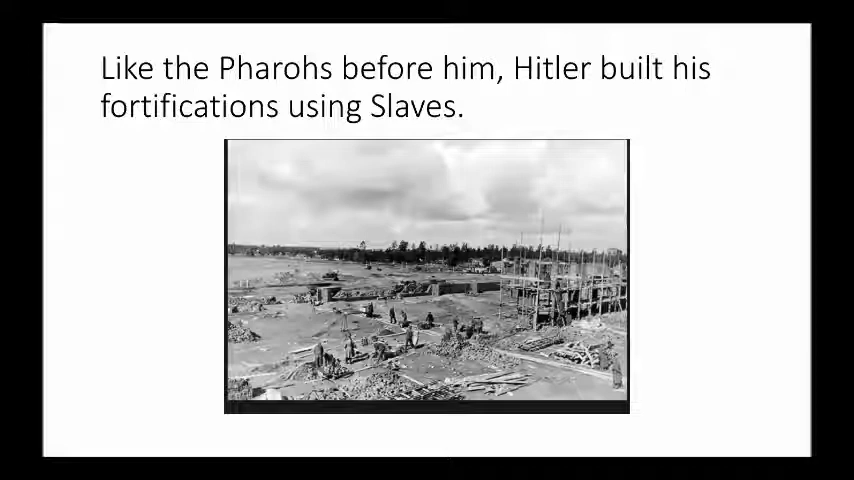 Like the Pharohs before him, Hitler built his
fortifications using Slaves.